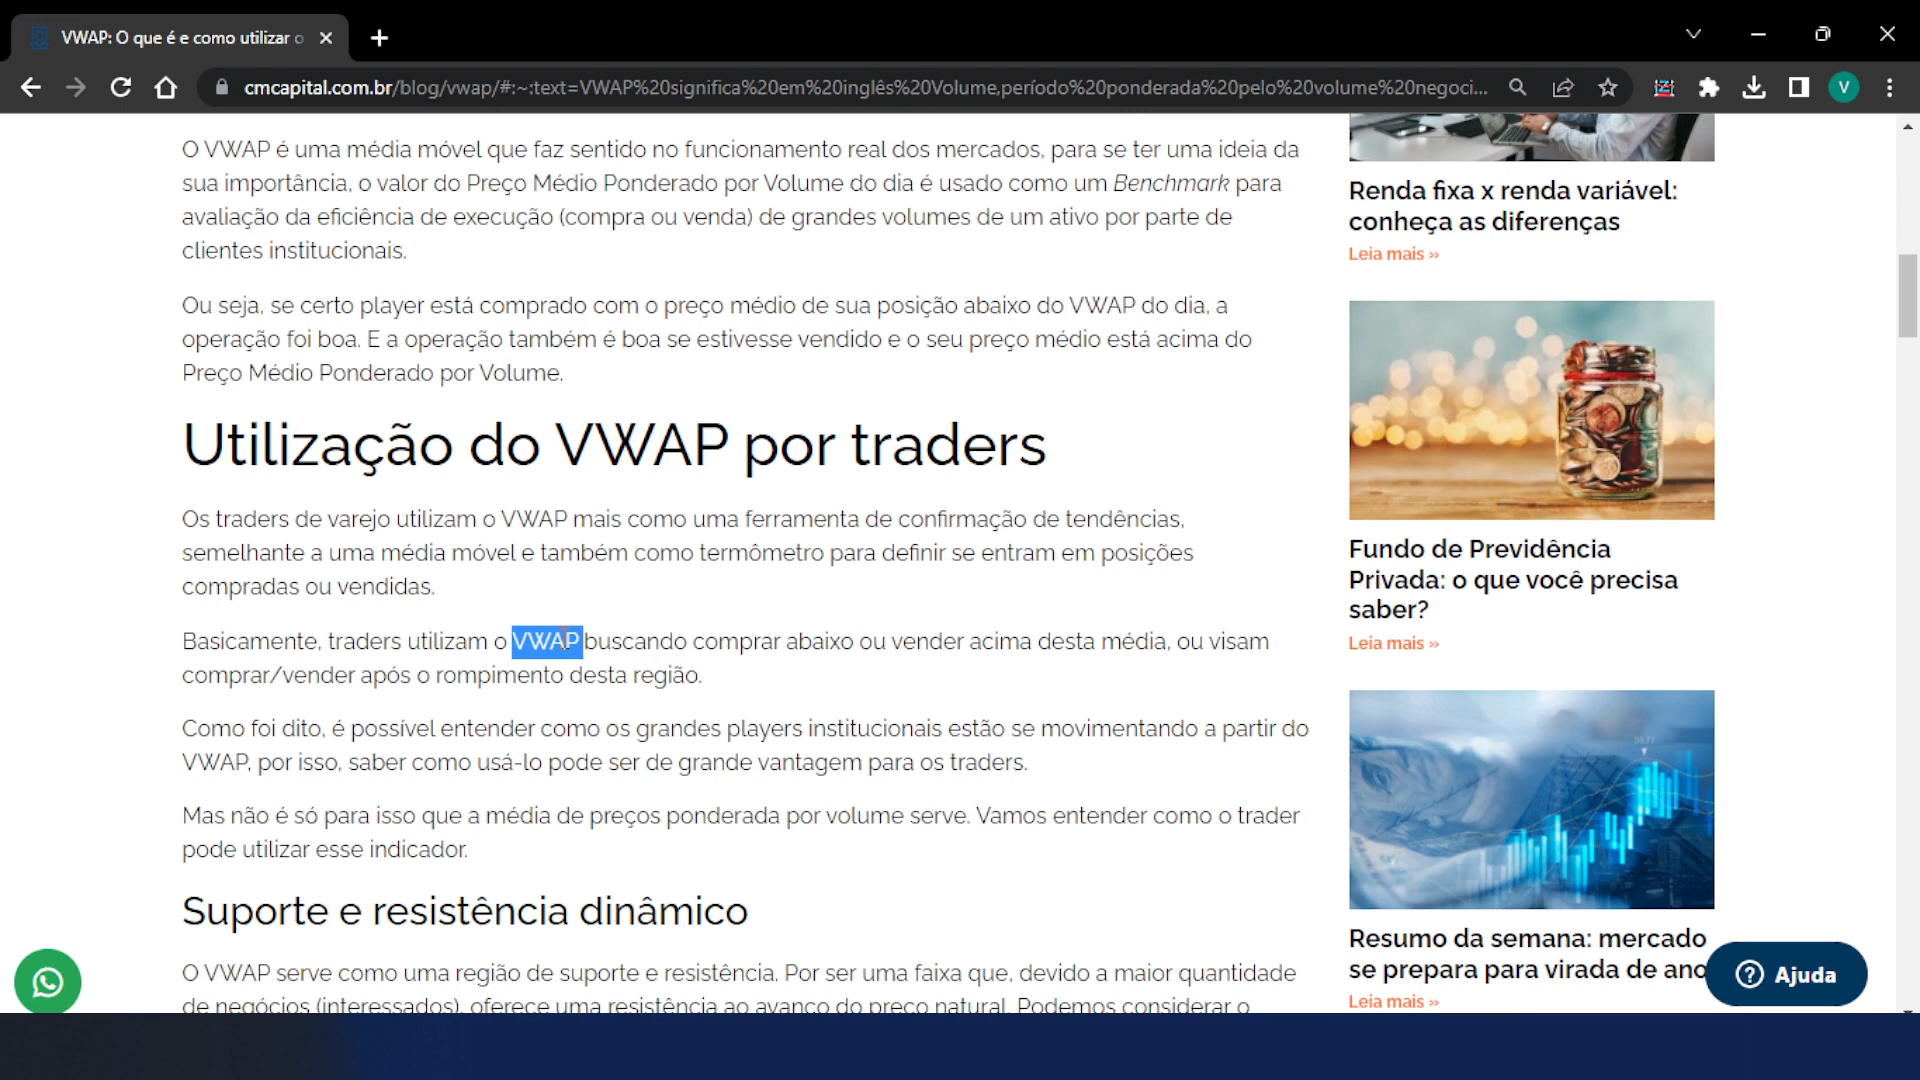 VWAP: O que é e como utilizar o
cmcapital.com.br/blog/vwap/#:~:text=VWAP%20significa%20em%20inglês%20Volume,período%20ponderada%20pelo%20volume%20negoci...
V
O VWAP é uma média móvel que faz sentido no funcionamento real dos mercados, para se ter uma ideia da
sua importância, o valor do Preço Médio Ponderado por Volume do dia é usado como um Benchmark para
avaliação da eficiência de execução (compra ou venda) de grandes volumes de um ativo por parte de
clientes institucionais.
Ou seja, se certo player está comprado com o preço médio de sua posição abaixo do VWAP do dia, a
operação foi boa. E a operação também é boa se estivesse vendido e o seu preço médio está acima do
Preço Médio Ponderado por Volume.
Utilização do VWAP por traders
Os traders de varejo utilizam o VWAP mais como uma ferramenta de confirmação de tendências,
semelhante a uma média móvel e também como termômetro para definir se entram em posições
compradas ou vendidas.
Basicamente, traders utilizam o VWAP buscando comprar abaixo ou vender acima desta média, ou visam
comprar/vender após o rompimento desta região.
Como foi dito, é possível entender como os grandes players institucionais estão se movimentando a partir do
VWAP, por isso, saber como usá-lo pode ser de grande vantagem para os traders.
Mas não é só para isso que a média de preços ponderada por volume serve. Vamos entender como o trader
pode utilizar esse indicador.
Suporte e resistência dinâmico
O VWAP serve como uma região de suporte e resistência. Por ser uma faixa que, devido a maior quantidade
de negócios (interessados), oferece uma resistência ao avanço do preço natural. Podemos considerar o
Renda fixa x renda variável:
conheça as diferenças
Leia mais »
Fundo de Previdência
Privada: o que você precisa
saber?
Leia mais »
Resumo da semana: mercado
se prepara para virada de ano
Leia mais »
Ajuda